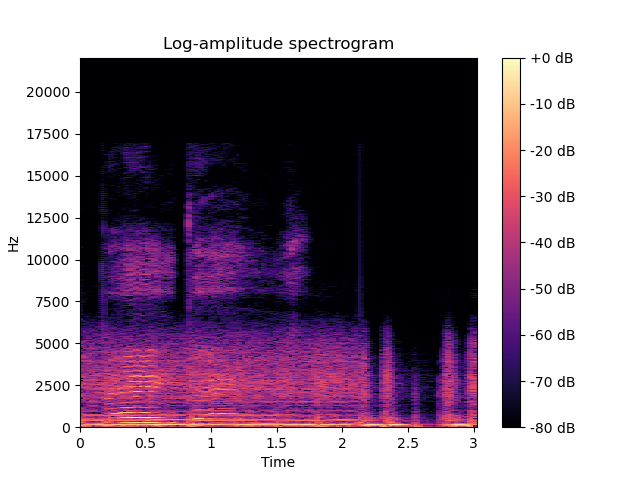 Log-amplitude spectrogram
Hz
20000
17500
15000
12500
10000
7500
5000
2500
0
0 0.5 1 1.5 2 2.5 3
Time
+0 dB
-10 dB
-20 dB
-30 dB
-40 dB
-50 dB
-60 dB
-70 dB
-80 dB